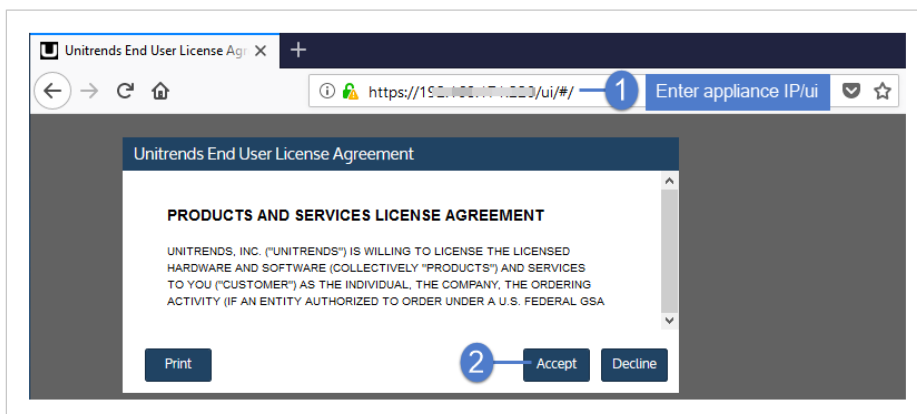 Unitrends End User License Agr
https://192. /ui/#/
1
Enter appliance IP/ui
Unitrends End User License Agreement
PRODUCTS AND SERVICES LICENSE AGREEMENT
UNITRENDS, INC. ("UNITRENDS") IS WILLING TO LICENSE THE LICENSED
HARDWARE AND SOFTWARE (COLLECTIVELY "PRODUCTS") AND SERVICES
TO YOU ("CUSTOMER") AS THE INDIVIDUAL, THE COMPANY, THE ORDERING
ACTIVITY (IF AN ENTITY AUTHORIZED TO ORDER UNDER A U.S. FEDERAL GSA
Print
2
Accept
Decline